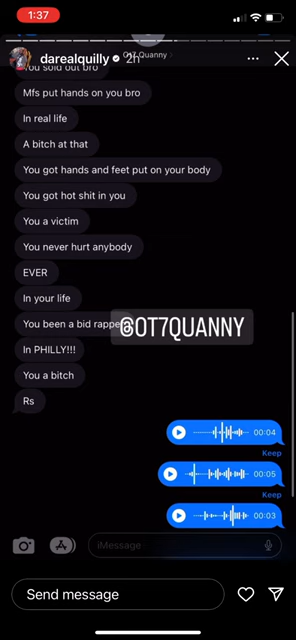 1:37
darealquilly 2h
Ot7 Quanny >
You sold out bro
Mfs put hands on you bro
In real life
A bitch at that
You got hands and feet put on your body
You got hot shit in you
You a victim
You never hurt anybody
EVER
In your life
You been a bid rapper
@OT7QUANNY
In PHILLY!!!
You a bitch
Rs
00:04
Keep
00:05
Keep
00:03
iMessage
Send message